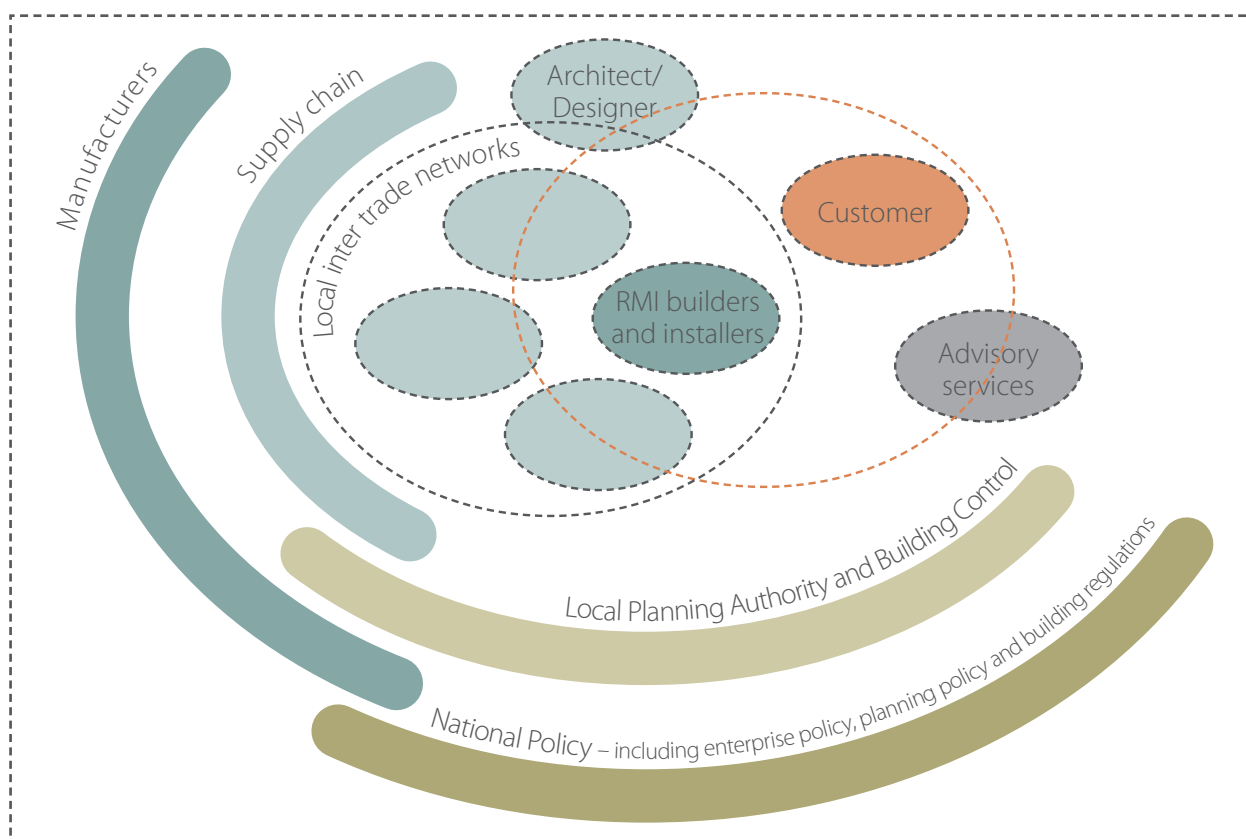 Manufacturers
Supply chain
Local inter trade networks
Architect/
Designer
Customer
RMI builders
and installers
Advisory
services
Local Planning Authority and Building Control
National Policy – including enterprise policy, planning policy and building regulations